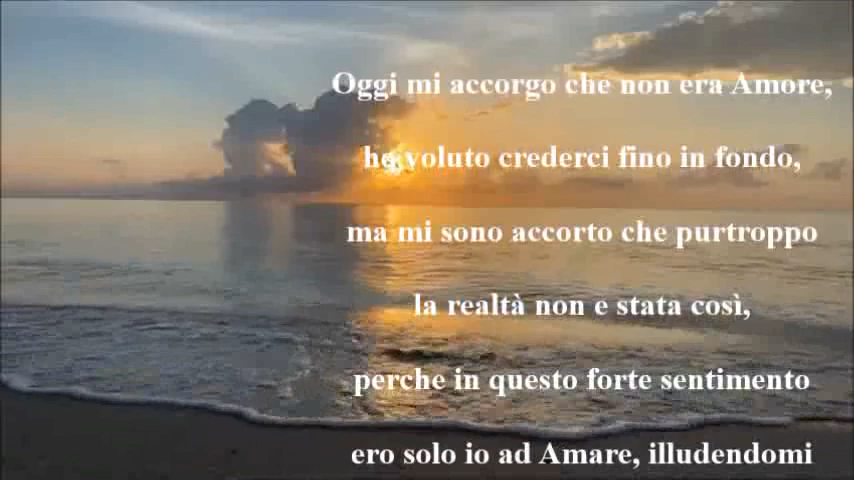 Oggi mi accorgo che non era Amore,
ho voluto crederci fino in fondo,
ma mi sono accorto che purtroppo
la realtà non e stata così,
perche in questo forte sentimento
ero solo io ad Amare, illudendomi